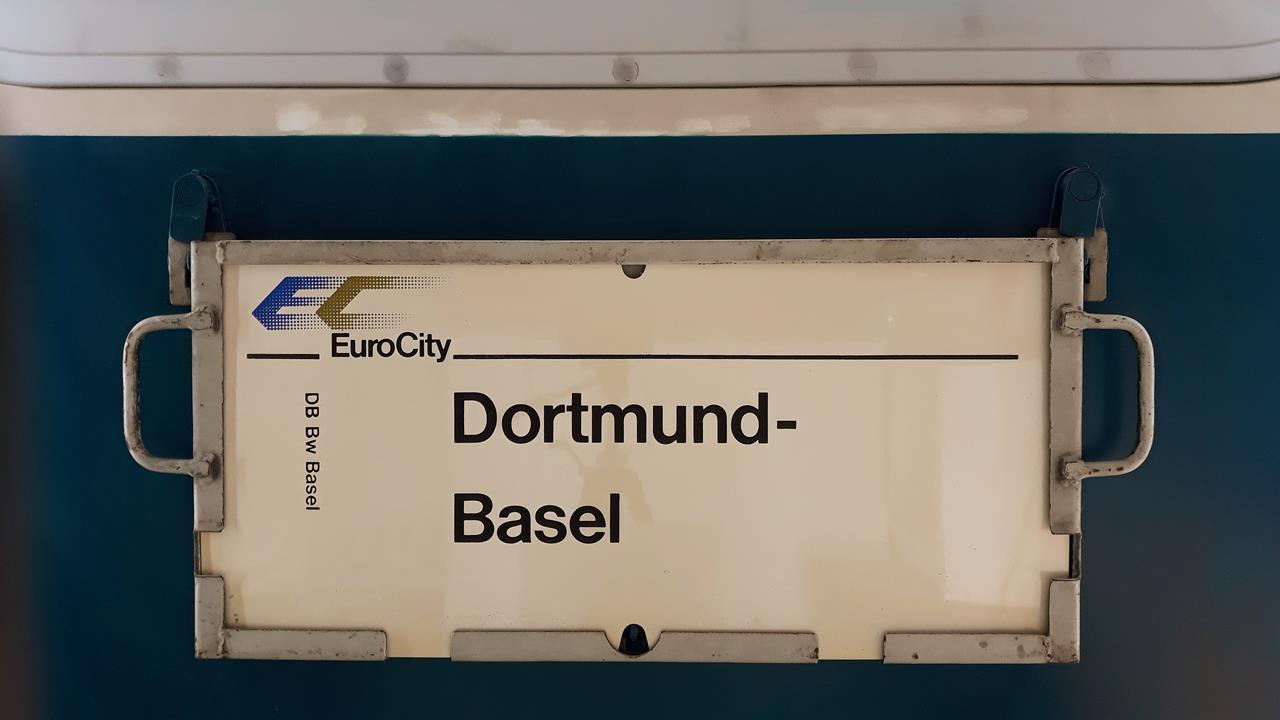 EC
EuroCity
DB Bw Basel
Dortmund-
Basel